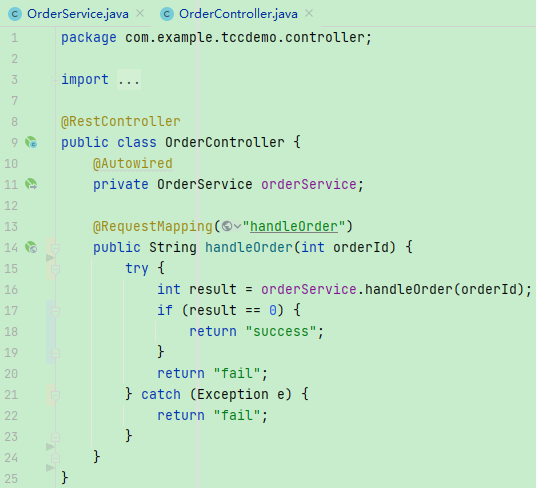 OrderService.java × OrderController.java ×
1 package com.example.tccdemo.controller;
2
3 import ...
7
8 @RestController
9 public class OrderController {
10 @Autowired
11 private OrderService orderService;
12
13 @RequestMapping("handleOrder")
14 public String handleOrder(int orderId) {
15 try {
16 int result = orderService.handleOrder(orderId);
17 if (result == 0) {
18 return "success";
19 }
20 return "fail";
21 } catch (Exception e) {
22 return "fail";
23 }
24 }
25 }